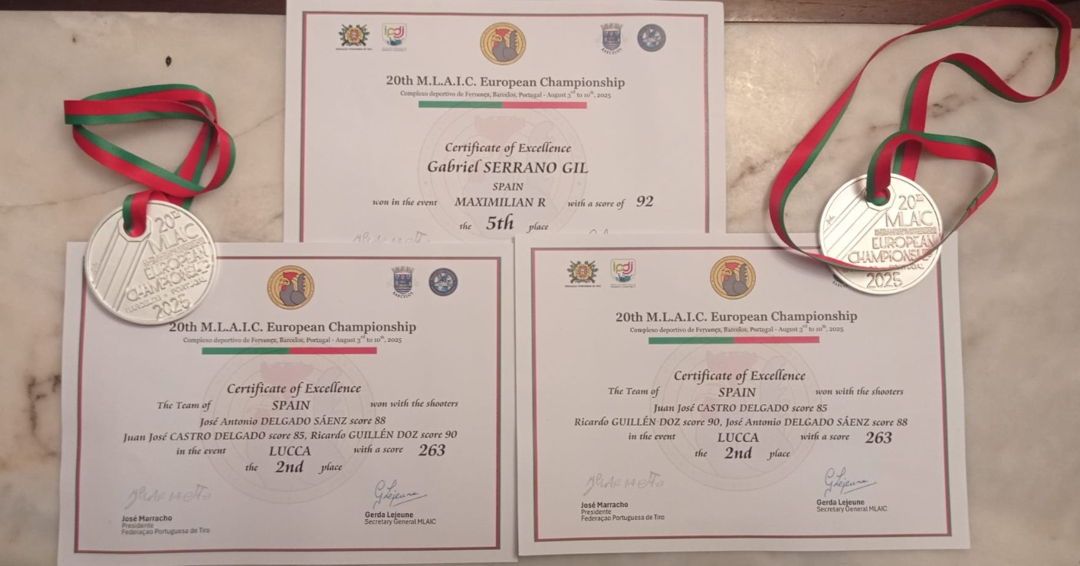 20th M.L.A.I.C. European Championship
Complexo deportivo de Fervença, Barcelos, Portugal - August 3rd to 10th, 2025
Certificate of Excellence
Gabriel SERRANO GIL
SPAIN
won in the event MAXIMILIAN R with a score of 92
the 5th place
20TH
MLAIC
EUROPEAN
CHAMPIONSHIP
2025
20TH
MLAIC
EUROPEAN
CHAMPIONSHIP
2025
20th M.L.A.I.C. European Championship
Complexo deportivo de Fervença, Barcelos, Portugal - August 3rd to 10th, 2025
Certificate of Excellence
The Team of SPAIN won with the shooters
José Antonio DELGADO SÁENZ score 88
Juan José CASTRO DELGADO score 85, Ricardo GUILLÉN DOZ score 90
in the event LUCCA with a score 263
the 2nd place
José Marracho
Presidente
Federaçao Portuguesa de Tiro
GLejeune
Gerda Lejeune
Secretary General MLAIC
ipdj
20th M.L.A.I.C. European Championship
Complexo deportivo de Fervença, Barcelos, Portugal - August 3rd to 10th, 2025
Certificate of Excellence
The Team of SPAIN won with the shooters
Juan José CASTRO DELGADO score 85
Ricardo GUILLÉN DOZ score 90, José Antonio DELGADO SÁENZ score 88
in the event LUCCA with a score 263
the 2nd place
José Marracho
Presidente
Federaçao Portuguesa de Tiro
GLejeune
Gerda Lejeune
Secretary General MLAIC